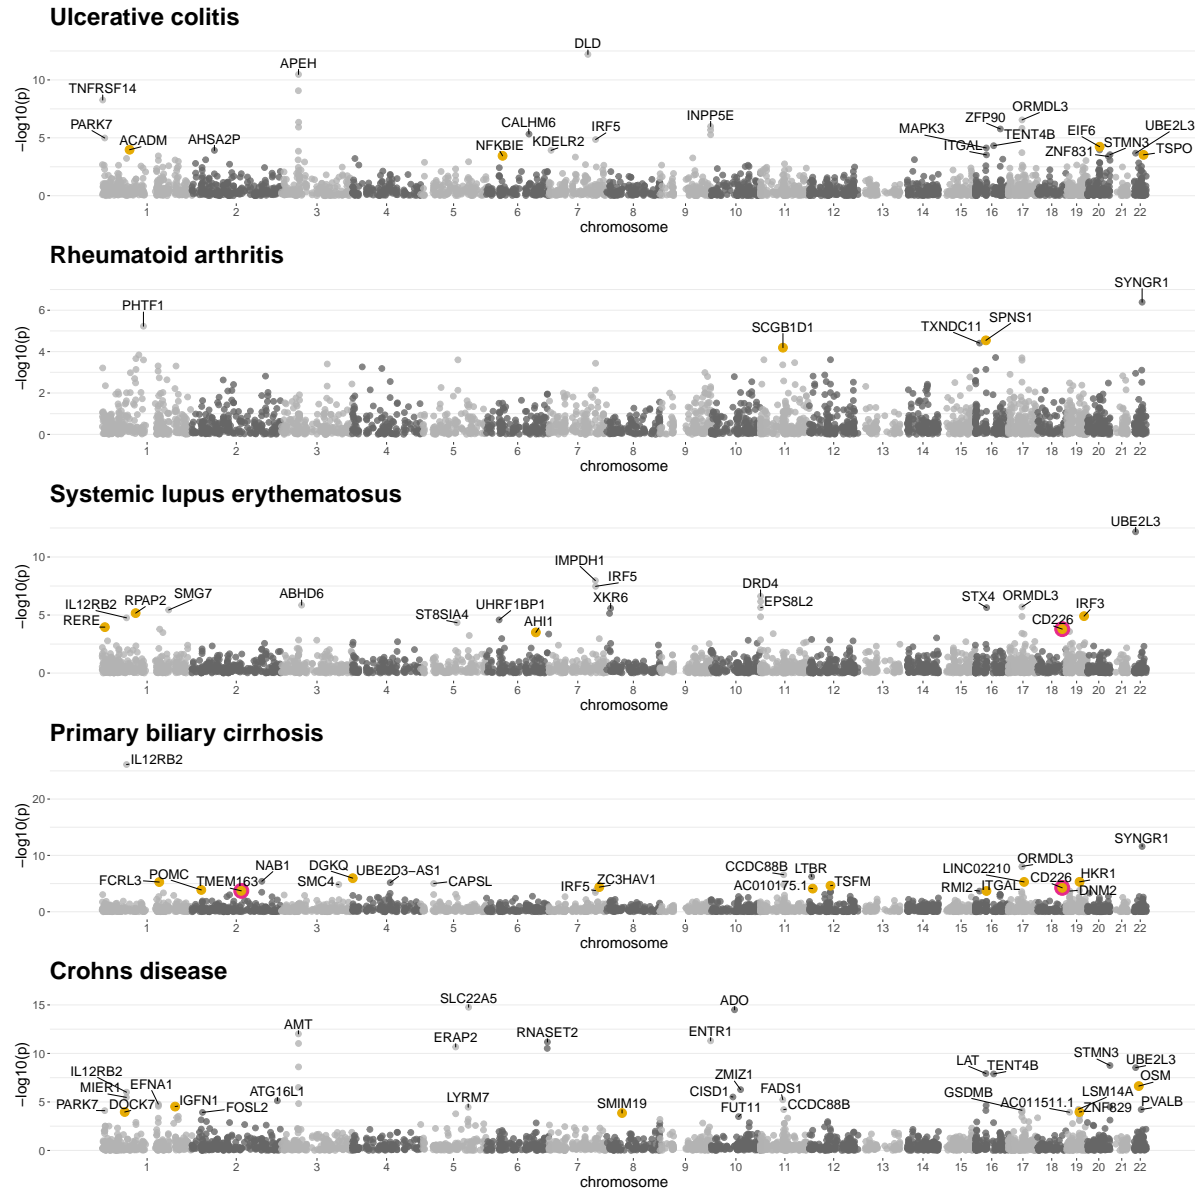 Ulcerative colitis
DLD
APEH
TNFRSF14
PARK7
ACADM
AHSA2P
CALHM6
NFKBIE
KDELR2
IRF5
INPP5E
ORMDL3
ZFP90
MAPK3
ITGAL
TENT4B
EIF6
ZNF831
STMN3
UBE2L3
TSPO
−log10(p)
10
5
0
1 2 3 4 5 6 7 8 9 10 11 12 13 14 15 16 17 18 19 20 21 22
chromosome
Rheumatoid arthritis
PHTF1
SCGB1D1
TXNDC11
SPNS1
SYNGR1
−log10(p)
6
4
2
0
1 2 3 4 5 6 7 8 9 10 11 12 13 14 15 16 17 18 19 20 21 22
chromosome
Systemic lupus erythematosus
UBE2L3
IMPDH1
IRF5
IL12RB2
RERE
RPAP2
SMG7
ABHD6
ST8SIA4
UHRF1BP1
AHI1
XKR6
DRD4
EPS8L2
STX4
ORMDL3
CD226
IRF3
−log10(p)
10
5
0
1 2 3 4 5 6 7 8 9 10 11 12 13 14 15 16 17 18 19 20 21 22
chromosome
Primary biliary cirrhosis
IL12RB2
SYNGR1
FCRL3
POMC
TMEM163
NAB1
SMC4
DGKQ
UBE2D3−AS1
CAPSL
IRF5
ZC3HAV1
CCDC88B
AC010175.1
LTBR
TSFM
RMI2
LINC02210
ITGAL
ORMDL3
CD226
HKR1
DNM2
−log10(p)
20
10
0
1 2 3 4 5 6 7 8 9 10 11 12 13 14 15 16 17 18 19 20 21 22
chromosome
Crohns disease
SLC22A5
ADO
AMT
ERAP2
RNASET2
ENTR1
IL12RB2
MIER1
PARK7
DOCK7
EFNA1
IGFN1
FOSL2
ATG16L1
LYRM7
SMIM19
CISD1
ZMIZ1
FUT11
FADS1
CCDC88B
LAT
TENT4B
GSDMB
AC011511.1
STMN3
UBE2L3
OSM
LSM14A
ZNF829
PVALB
−log10(p)
15
10
5
0
1 2 3 4 5 6 7 8 9 10 11 12 13 14 15 16 17 18 19 20 21 22
chromosome